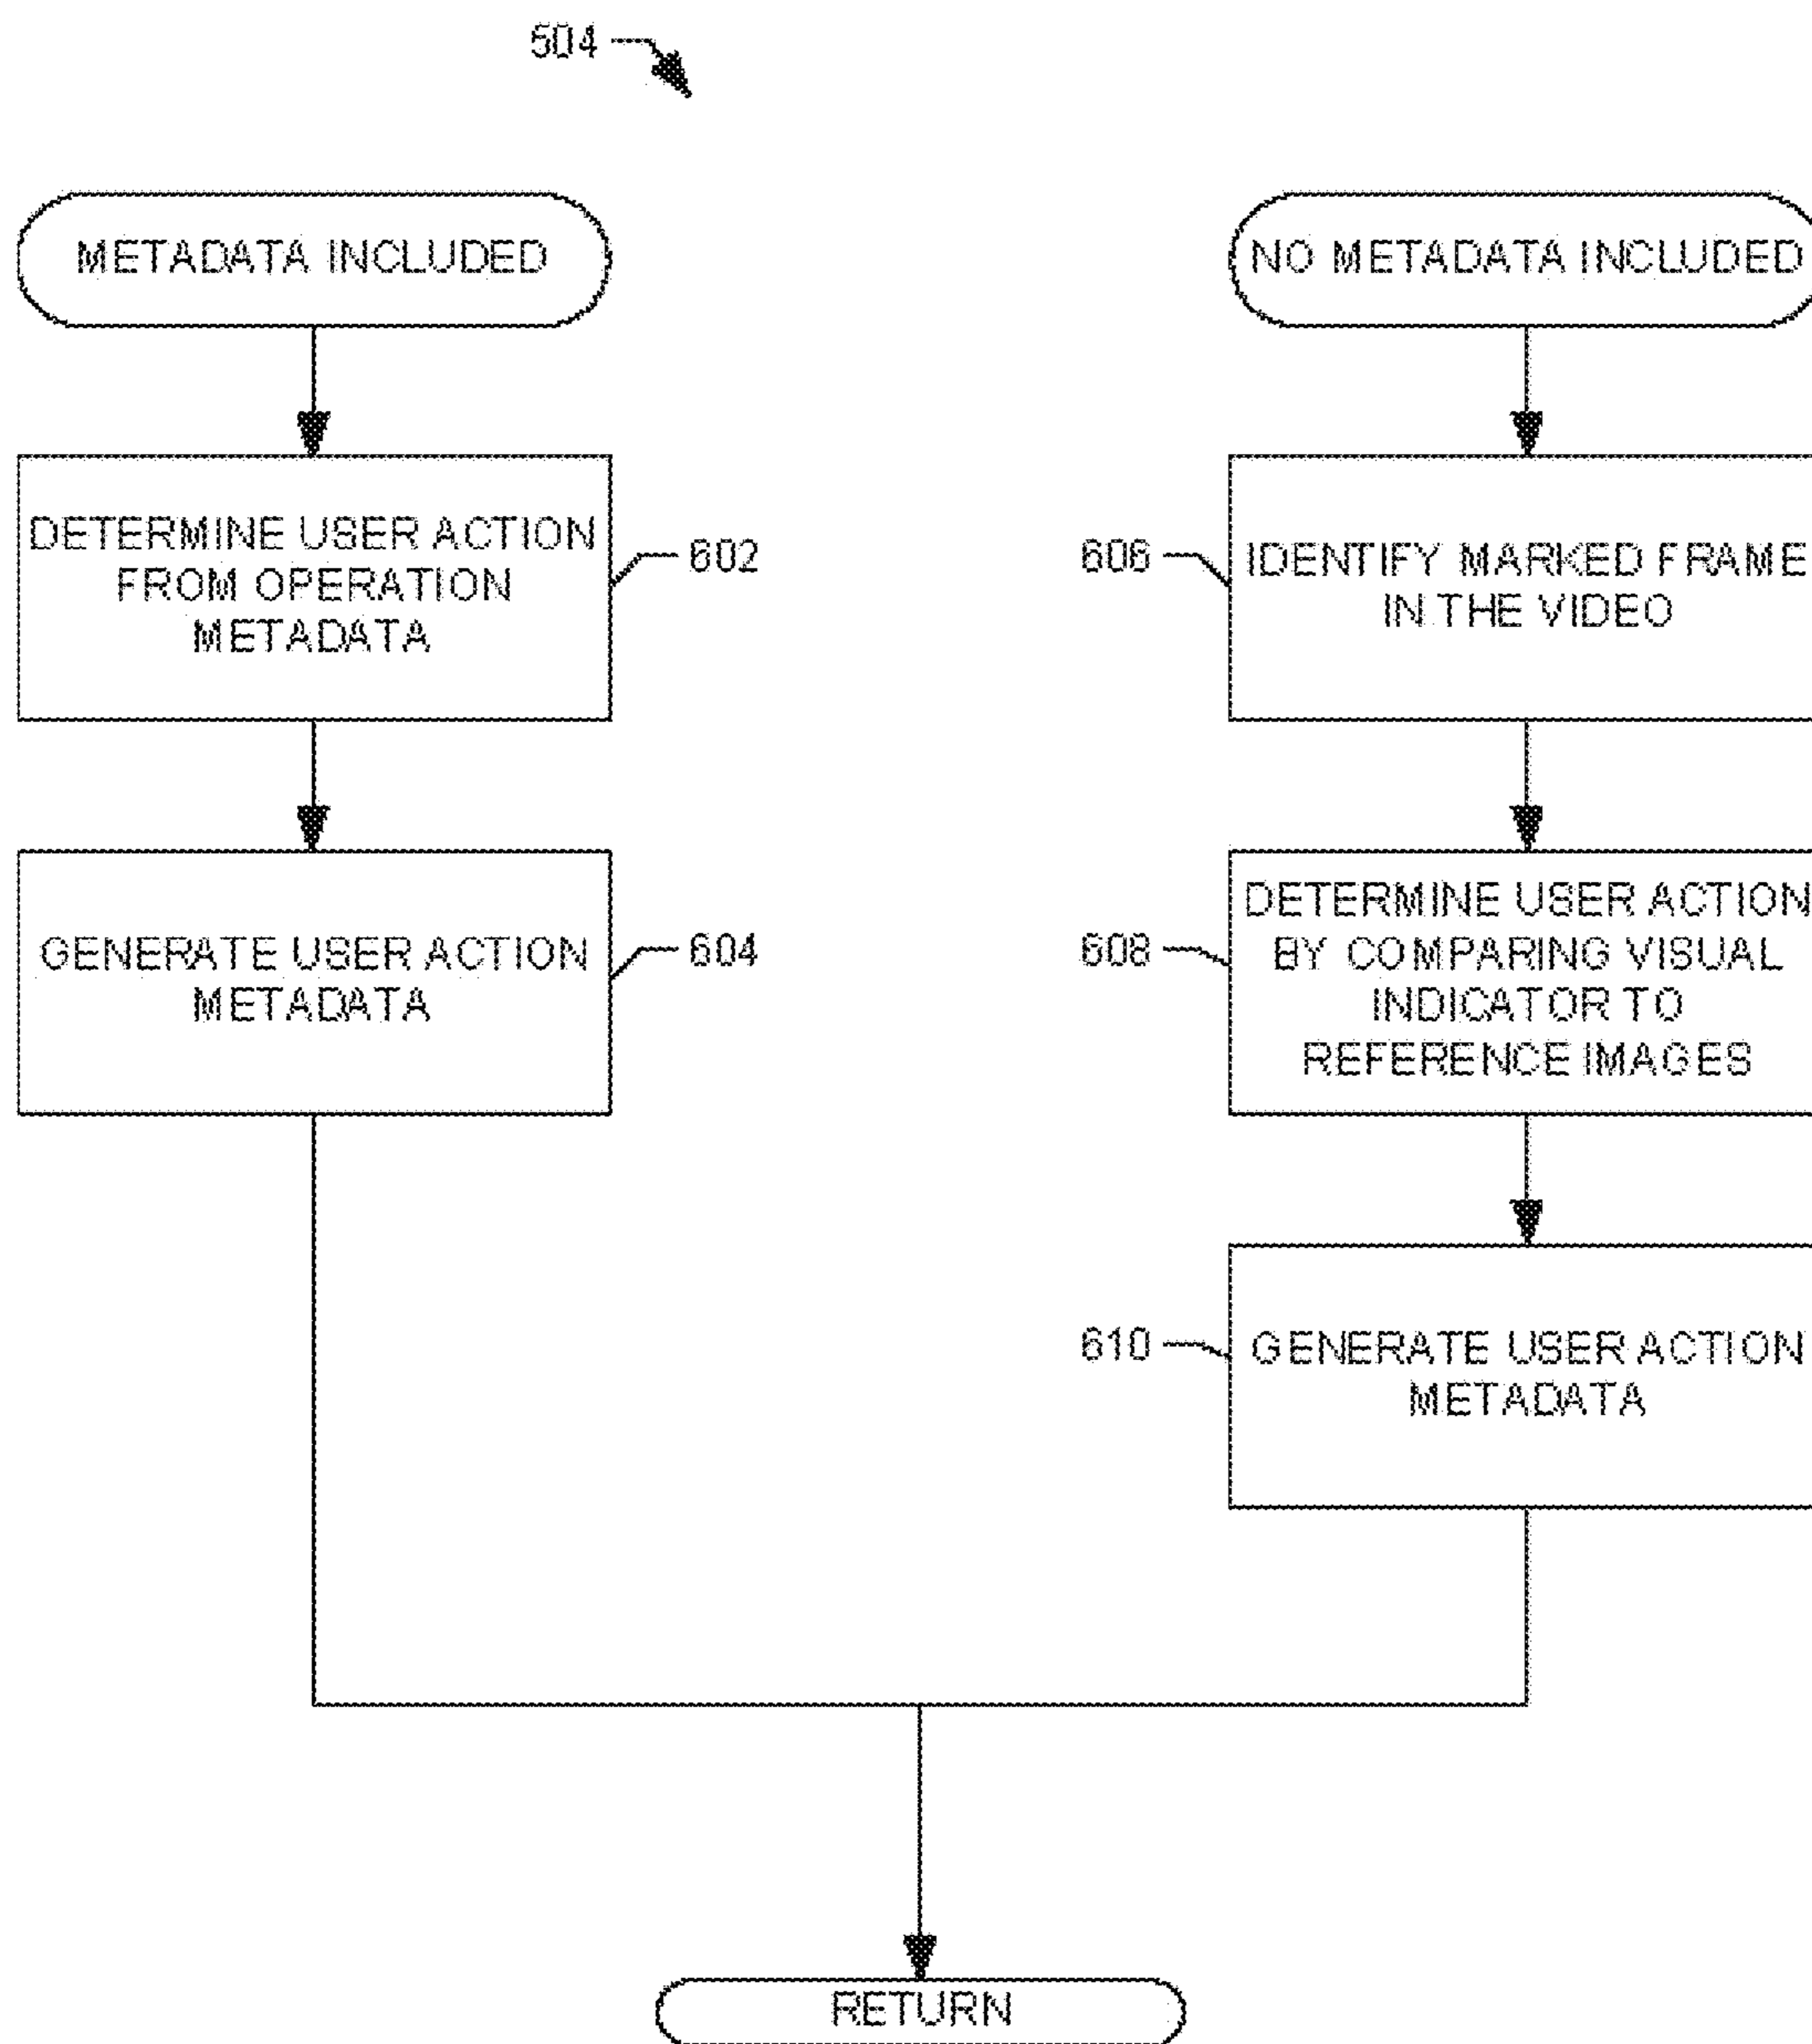 504
METADATA INCLUDED
DETERMINE USER ACTION
FROM OPERATION
METADATA
602
GENERATE USER ACTION
METADATA
604
NO METADATA INCLUDED
606
IDENTIFY MARKED FRAME
IN THE VIDEO
608
DETERMINE USER ACTION
BY COMPARING VISUAL
INDICATOR TO
REFERENCE IMAGES
610
GENERATE USER ACTION
METADATA
RETURN